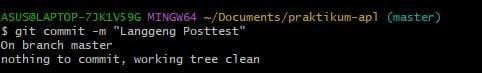 ASUS@LAPTOP-7JK1V59G MINGW64 ~/Documents/praktikum-apl (master)
$ git commit -m "Langgeng Posttest"
On branch master
nothing to commit, working tree clean